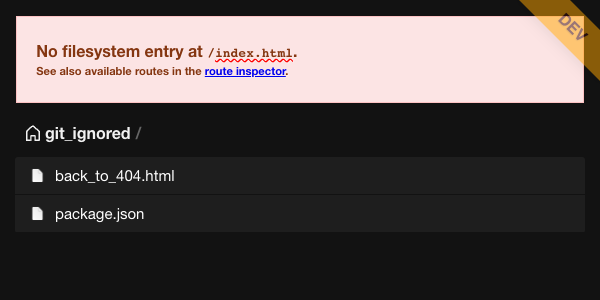 DEV
No filesystem entry at /index.html.
See also available routes in the route inspector.
git_ignored /
back_to_404.html
package.json